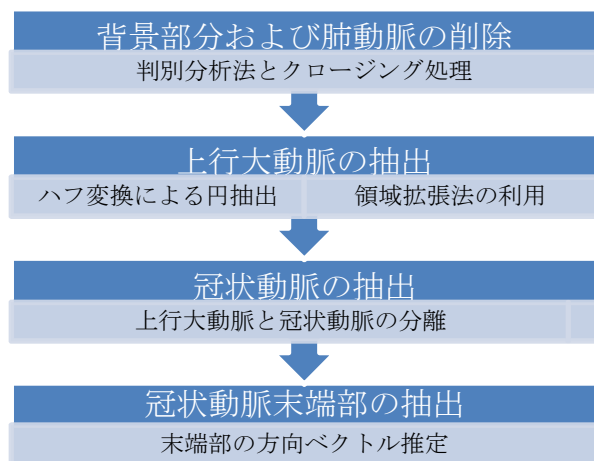 背景部分および肺動脈の削除
判別分析法とクロージング処理
上行大動脈の抽出
ハフ変換による円抽出 領域拡張法の利用
冠状動脈の抽出
上行大動脈と冠状動脈の分離
冠状動脈末端部の抽出
末端部の方向ベクトル推定